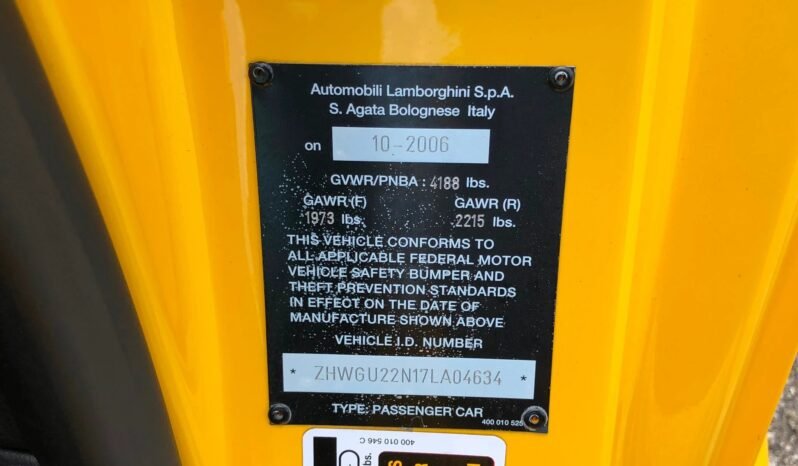 Automobili Lamborghini S.p.A.
S. Agata Bolognese Italy
on 10-2006
GVWR/PNBA : 4188 lbs.
GAWR (F) GAWR (R)
1973 lbs. 2215 lbs.
THIS VEHICLE CONFORMS TO
ALL APPLICABLE FEDERAL MOTOR
VEHICLE SAFETY BUMPER AND
THEFT PREVENTION STANDARDS
IN EFFECT ON THE DATE OF
MANUFACTURE SHOWN ABOVE
VEHICLE I.D. NUMBER
* ZHWGU22N17LA04634 *
TYPE: PASSENGER CAR
400 010 525
400 010 546 C